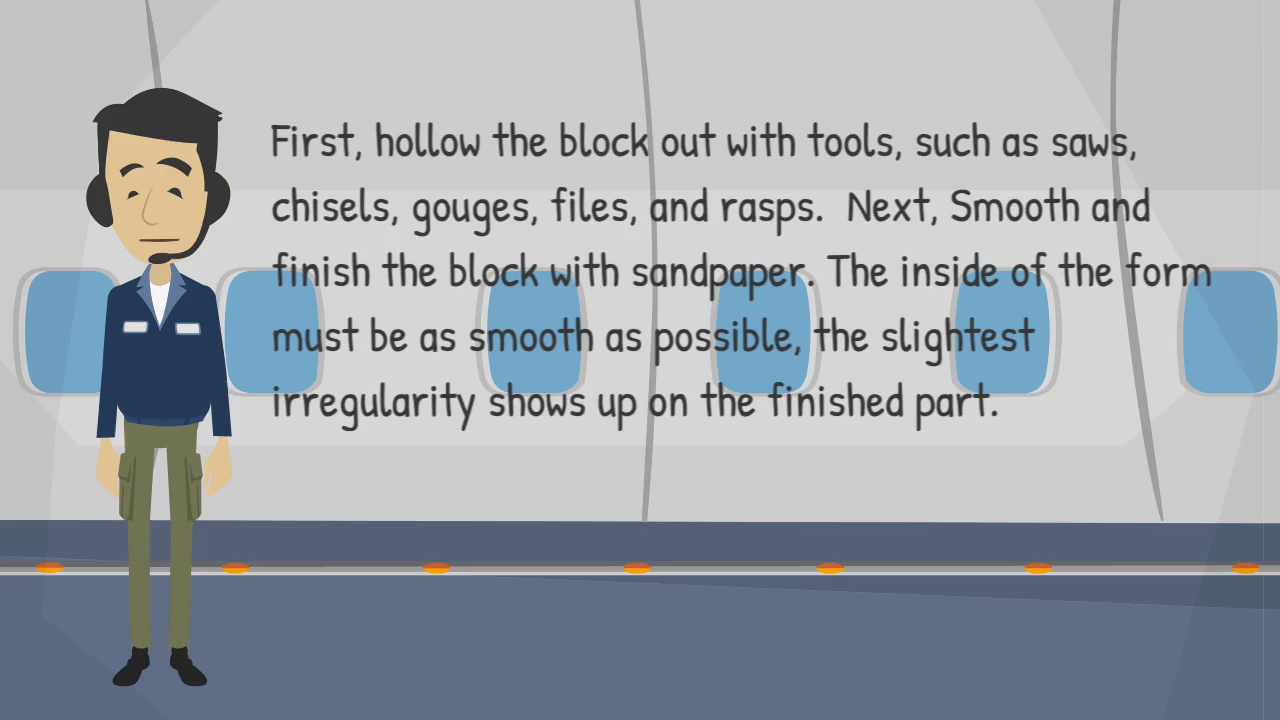 First, hollow the block out with tools, such as saws,
chisels, gouges, files, and rasps.  Next, Smooth and
finish the block with sandpaper. The inside of the form
must be as smooth as possible, the slightest
irregularity shows up on the finished part.